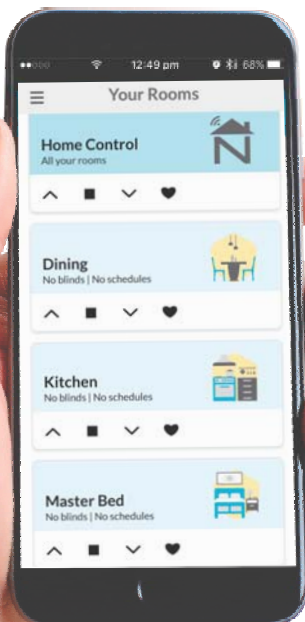 12:49 pm 68%
Your Rooms
Home Control
All your rooms
Dining
No blinds | No schedules
Kitchen
No blinds | No schedules
Master Bed
No blinds | No schedules